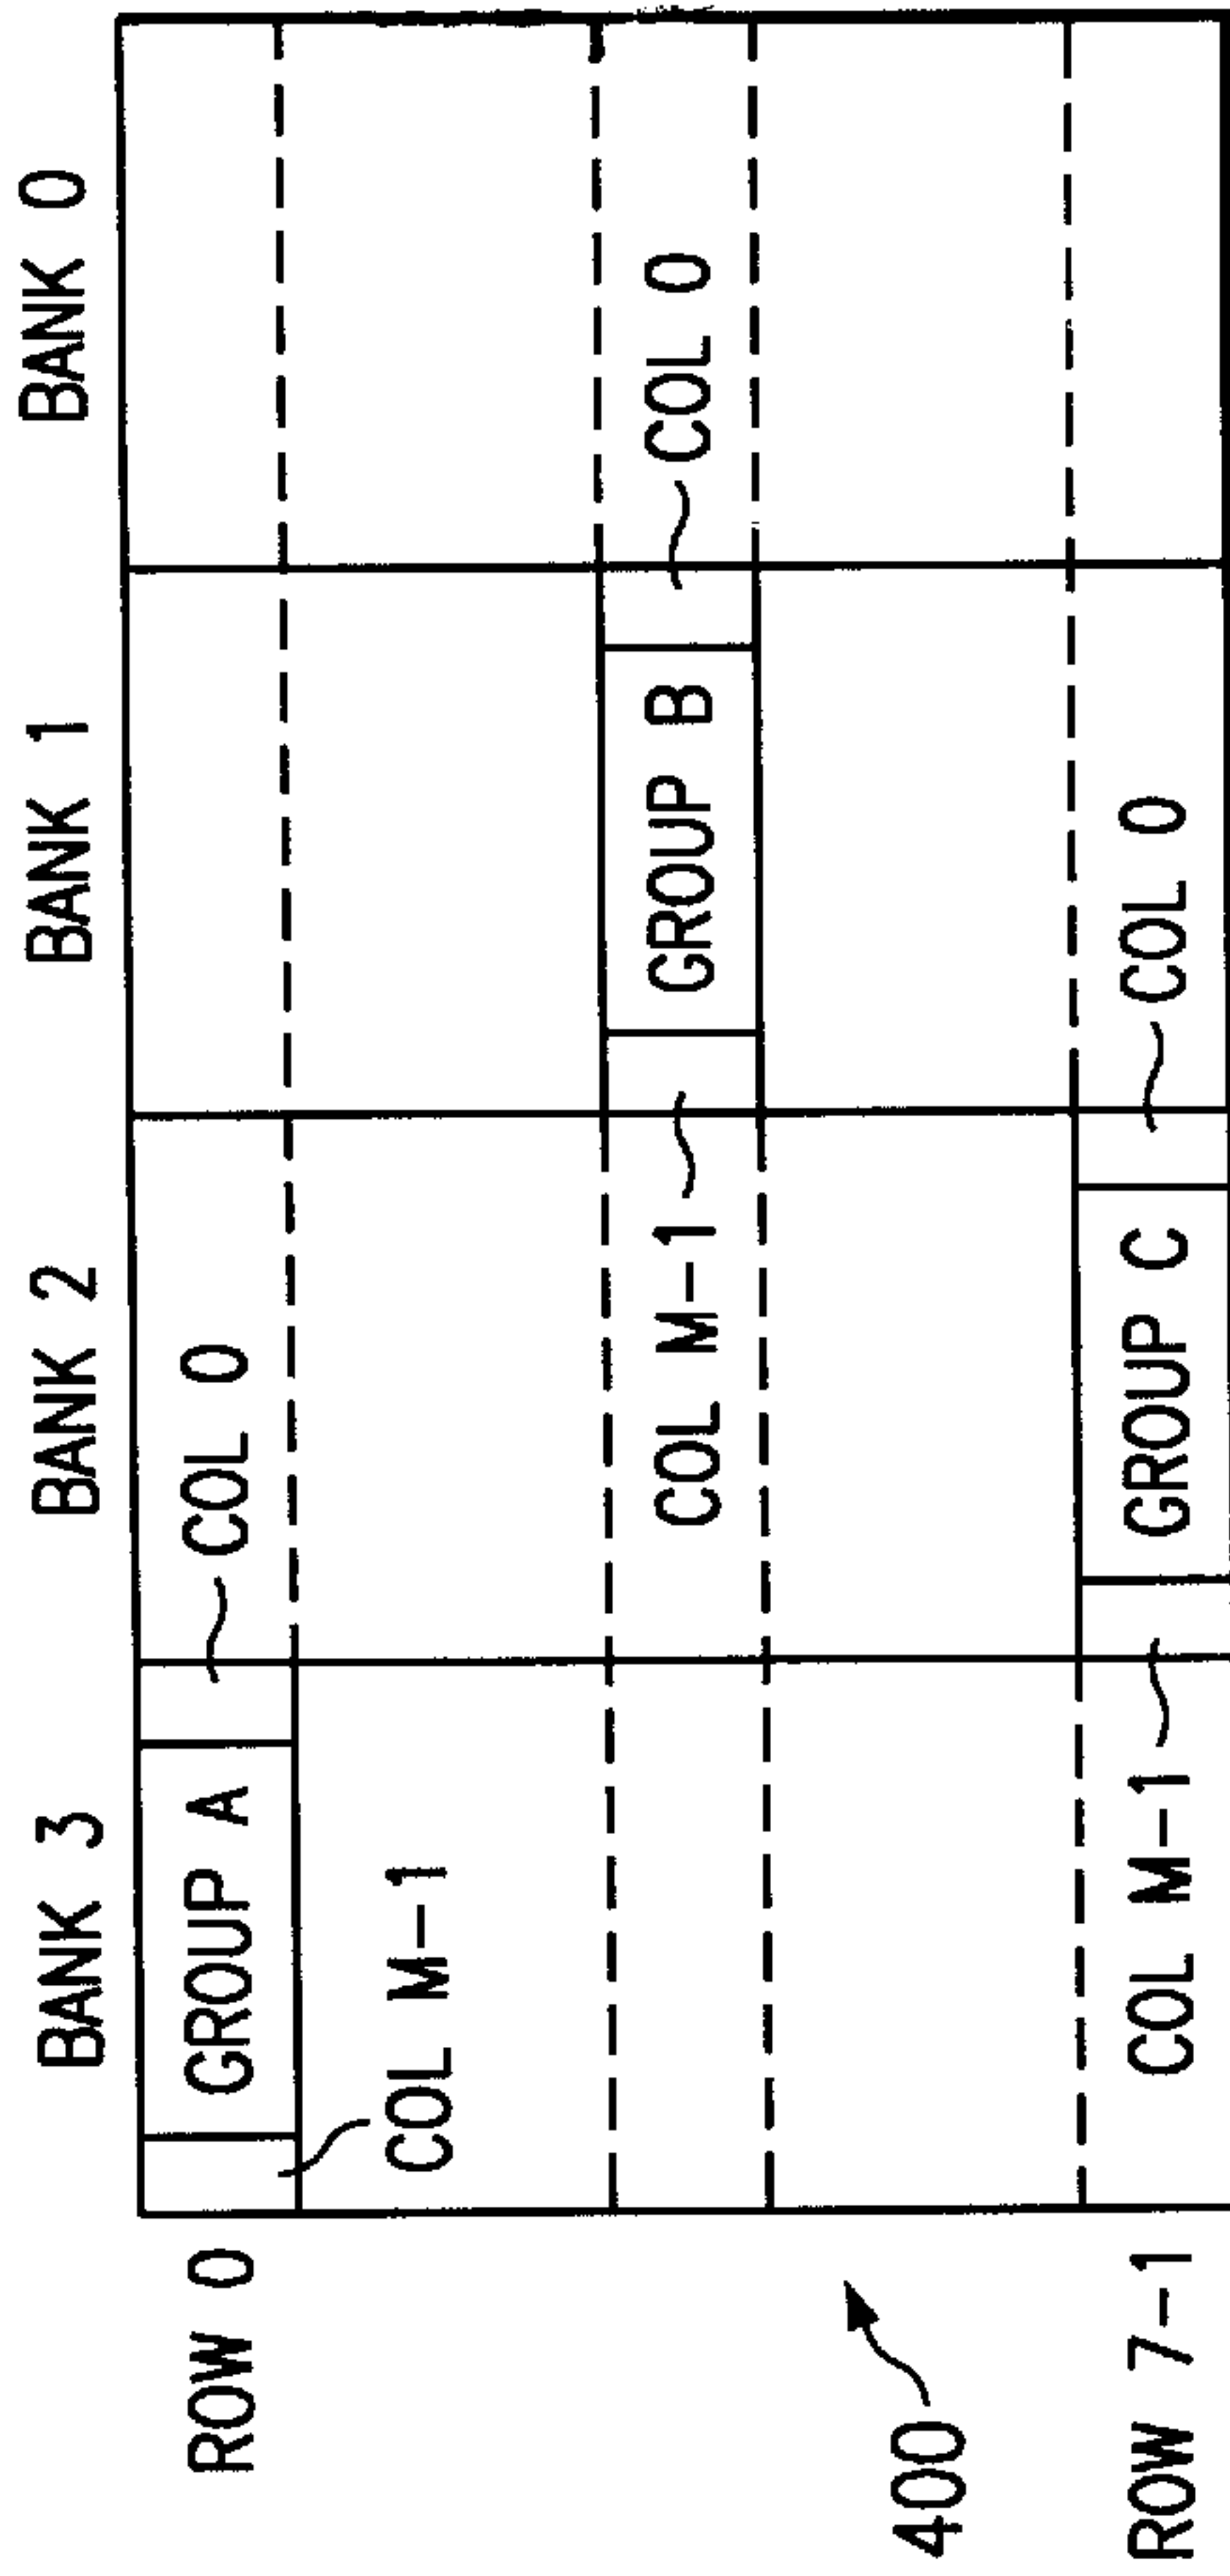 BANK 3 BANK 2 BANK 1 BANK 0
ROW 0 GROUP A COL 0
COL M-1
COL M-1 GROUP B COL 0
400
ROW 7-1 COL M-1 GROUP C COL 0